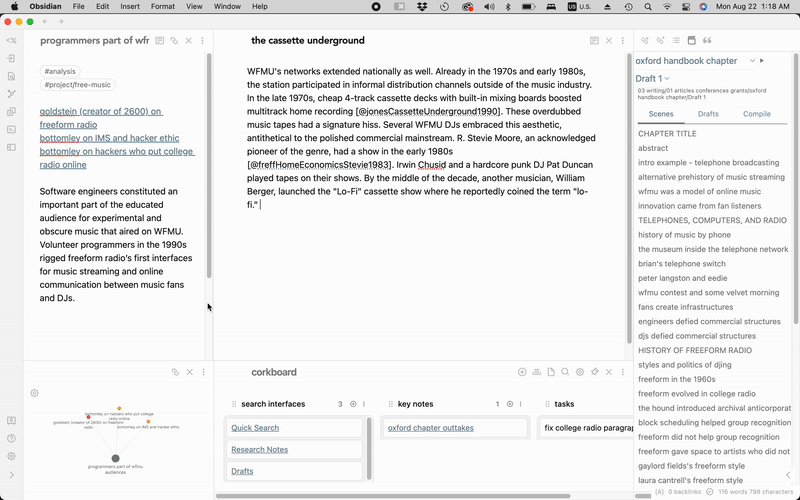 Obsidian File Edit Insert Format View Window Help U.S. Mon Aug 22 1:18 AM
programmers part of wfr
#analysis
#project/free-music
goldstein (creator of 2600) on
freeform radio
bottomley on IMS and hacker ethic
bottomley on hackers who put college
radio online
Software engineers constituted an
important part of the educated
audience for experimental and
obscure music that aired on WFMU.
Volunteer programmers in the 1990s
rigged freeform radio's first interfaces
for music streaming and online
communication between music fans
and DJs.
the cassette underground
WFMU's networks extended nationally as well. Already in the 1970s and early 1980s,
the station participated in informal distribution channels outside of the music industry.
In the late 1970s, cheap 4-track cassette decks with built-in mixing boards boosted
multitrack home recording [@jonesCassetteUnderground1990]. These overdubbed
music tapes had a signature hiss. Several WFMU DJs embraced this aesthetic,
antithetical to the polished commercial mainstream. R. Stevie Moore, an acknowledged
pioneer of the genre, had a show in the early 1980s
[@freffHomeEconomicsStevie1983]. Irwin Chusid and a hardcore punk DJ Pat Duncan
played tapes on their shows. By the middle of the decade, another musician, William
Berger, launched the "Lo-Fi" cassette show where he reportedly coined the term "lo-
fi."
bottomley on hackers who put college
radio online
goldstein (creator of 2600) on freeform
radio
bottomley on IMS and hacker ethic
programmers part of wfmu
audiences
corkboard
search interfaces 3
Quick Search
Research Notes
Drafts
key notes 1
oxford chapter outtakes
tasks
fix college radio paragrap
oxford handbook chapter
Draft 1
03 writing/01 articles conferences grants/oxford
handbook chapter/Draft 1
Scenes Drafts Compile
CHAPTER TITLE
abstract
intro example - telephone broadcasting
alternative prehistory of music streaming
wfmu was a model of online music
innovation came from fan listeners
TELEPHONES, COMPUTERS, AND RADIO
history of music by phone
the museum inside the telephone network
brian's telephone switch
peter langston and eedie
wfmu contest and some velvet morning
fans create infrastructures
engineers defied commercial structures
djs defied commercial structures
HISTORY OF FREEFORM RADIO
styles and politics of djing
freeform in the 1960s
freeform evolved in college radio
the hound introduced archival anticorporat
block scheduling helped group recognition
freeform did not help group recognition
freeform gave space to artists who did not
gaylord fields's freeform style
laura cantrell's freeform style
[A] 0 backlinks 116 words 798 characters